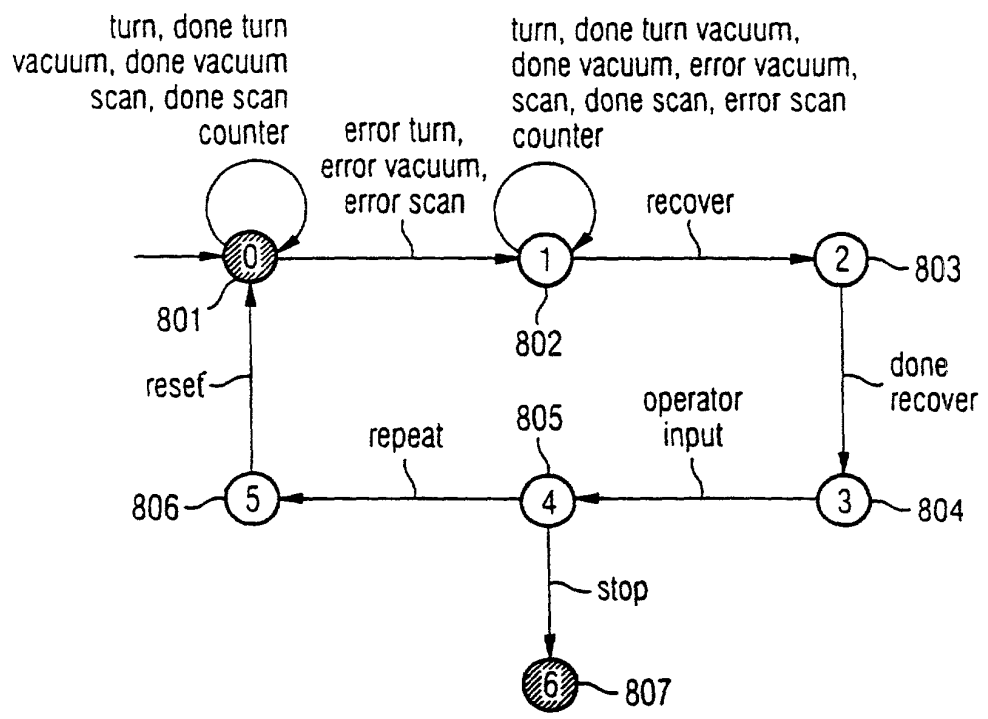 turn, done turn
vacuum, done vacuum
scan, done scan
counter
turn, done turn vacuum,
done vacuum, error vacuum,
scan, done scan, error scan
counter
error turn,
error vacuum,
error scan
recover
0
1
2
803
801
802
reset
repeat
805
operator
input
done
recover
806
5
4
3
804
stop
6
807